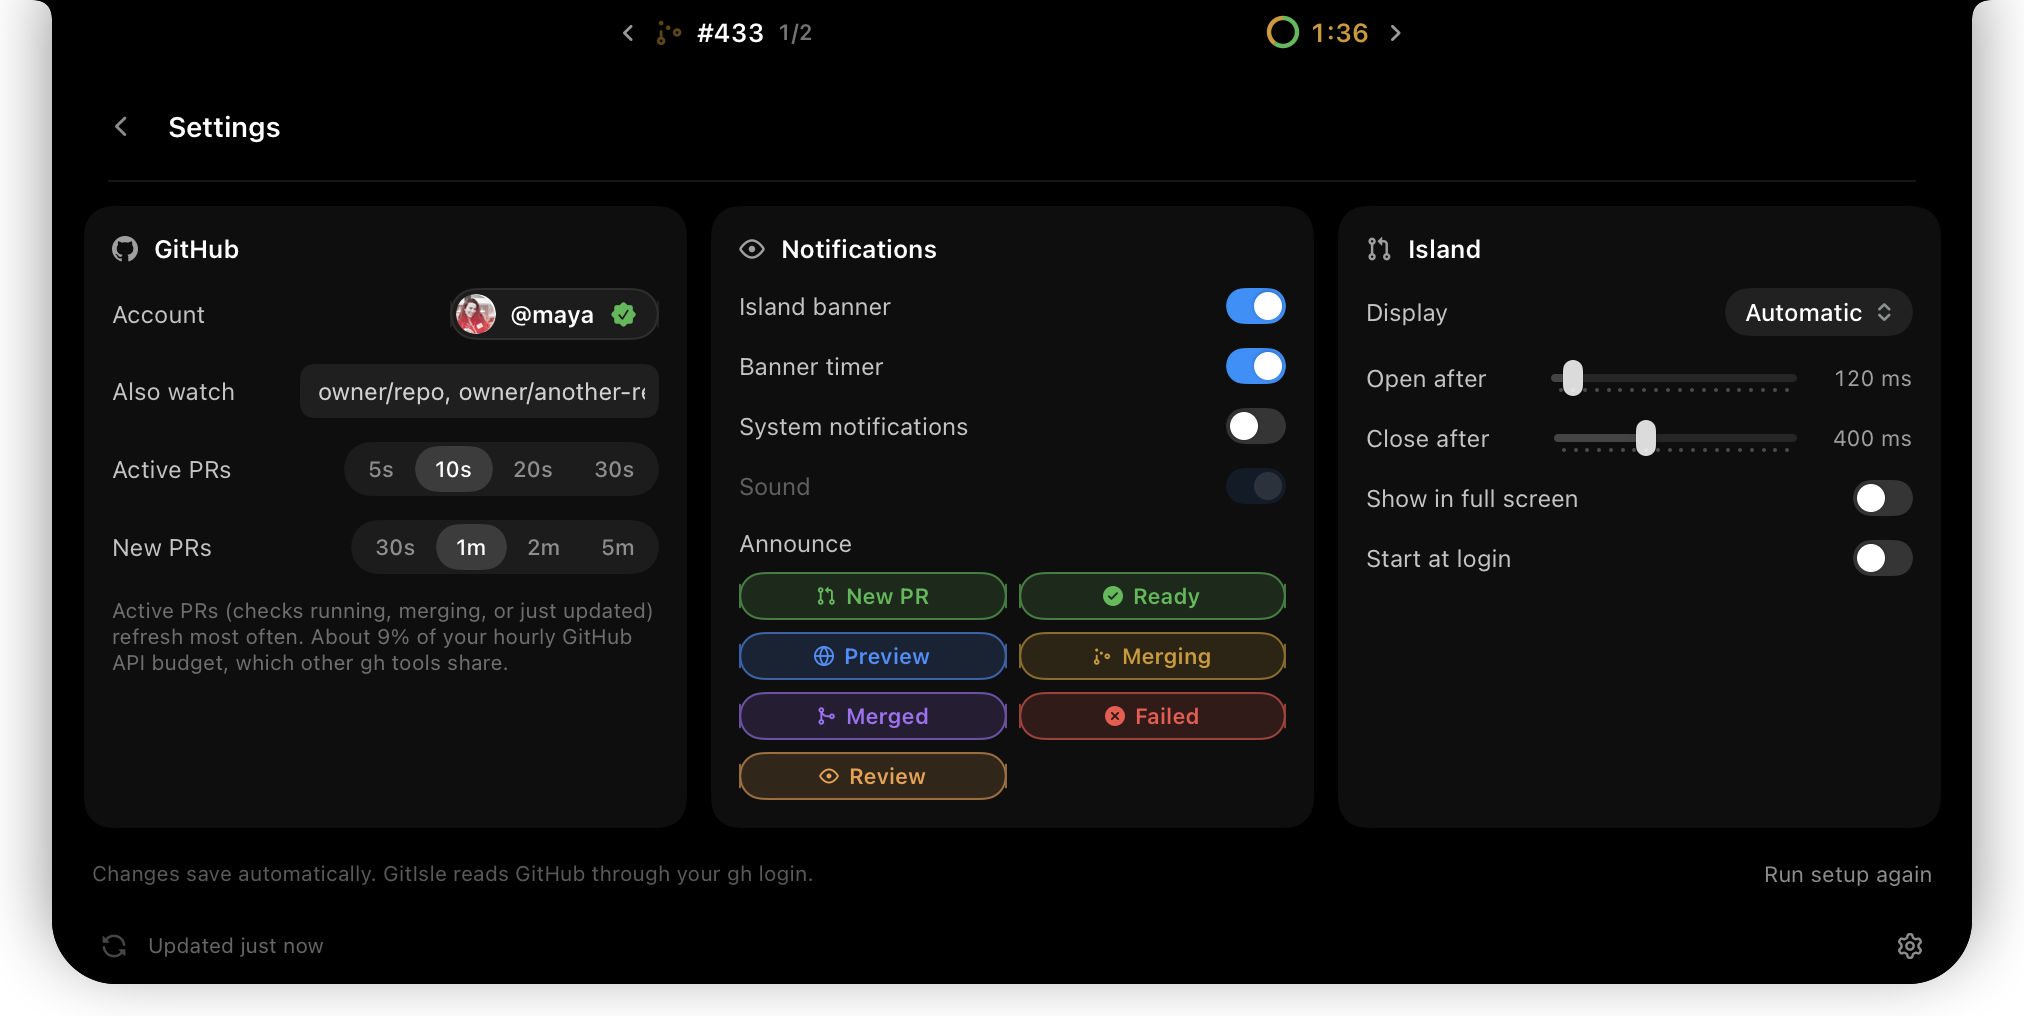 #433 1/2 1:36
Settings
GitHub
Account @maya
Also watch owner/repo, owner/another-re
Active PRs 5s 10s 20s 30s
New PRs 30s 1m 2m 5m
Active PRs (checks running, merging, or just updated)
refresh most often. About 9% of your hourly GitHub
API budget, which other gh tools share.
Notifications
Island banner
Banner timer
System notifications
Sound
Announce
New PR Ready
Preview Merging
Merged Failed
Review
Island
Display Automatic
Open after 120 ms
Close after 400 ms
Show in full screen
Start at login
Changes save automatically. GitIsle reads GitHub through your gh login.
Run setup again
Updated just now